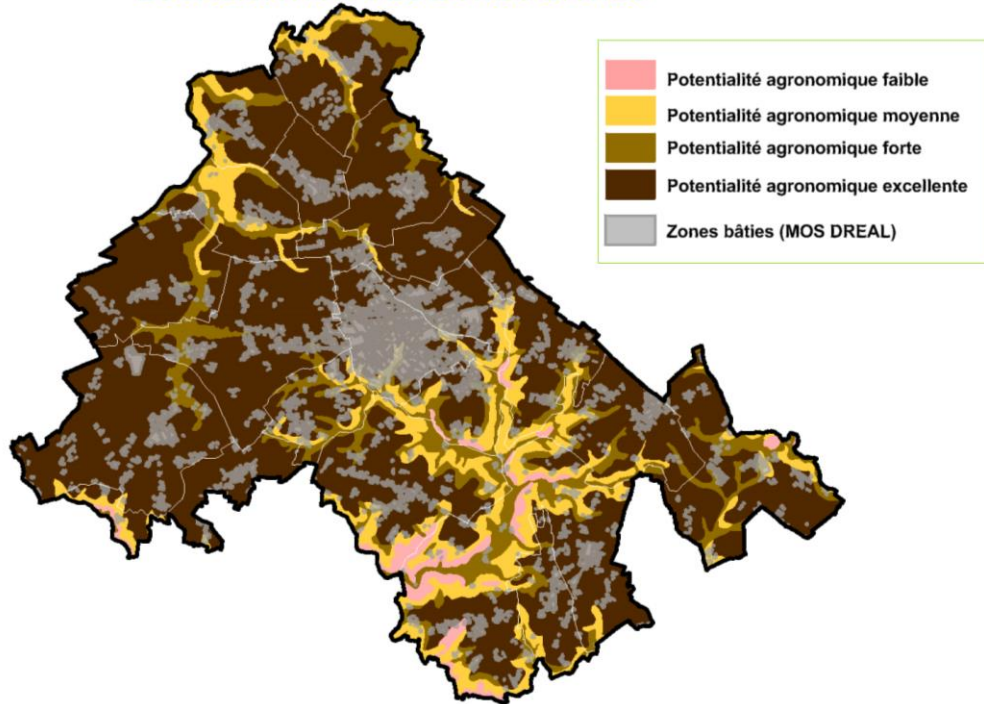 Potentialité agronomique faible
Potentialité agronomique moyenne
Potentialité agronomique forte
Potentialité agronomique excellente
Zones bâties (MOS DREAL)